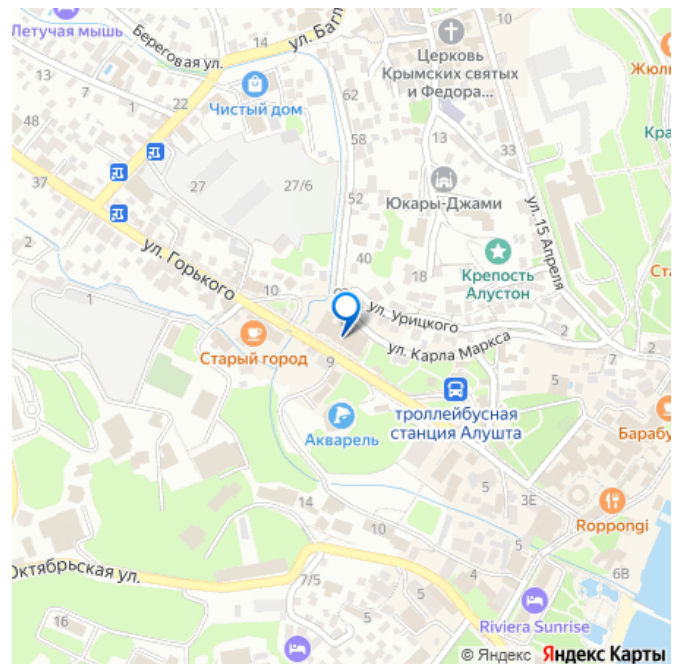 Летучая мышь
Береговая ул.
14
ул. Баг
Церковь
Крымских святых
и Федора...
Жюл
13
7
1
22
Чистый дом
62
48
58
13
33
Кра
37
27
27/6
Юкары-Джами
52
ул. 15 Апреля
2
ул. Горького
40
18
Крепость
Алустон
Ста
1
10
ул. Урицкого
2
2
Старый город
9
ул. Карла Маркса
7
5
троллейбусная
станция Алушта
Акварель
Барабу
5
3Е
Roppongi
14
10
5
5
4
Октябрьская ул.
7/5
4
6В
16
Riviera Sunrise
© Яндекс Яндекс Карты